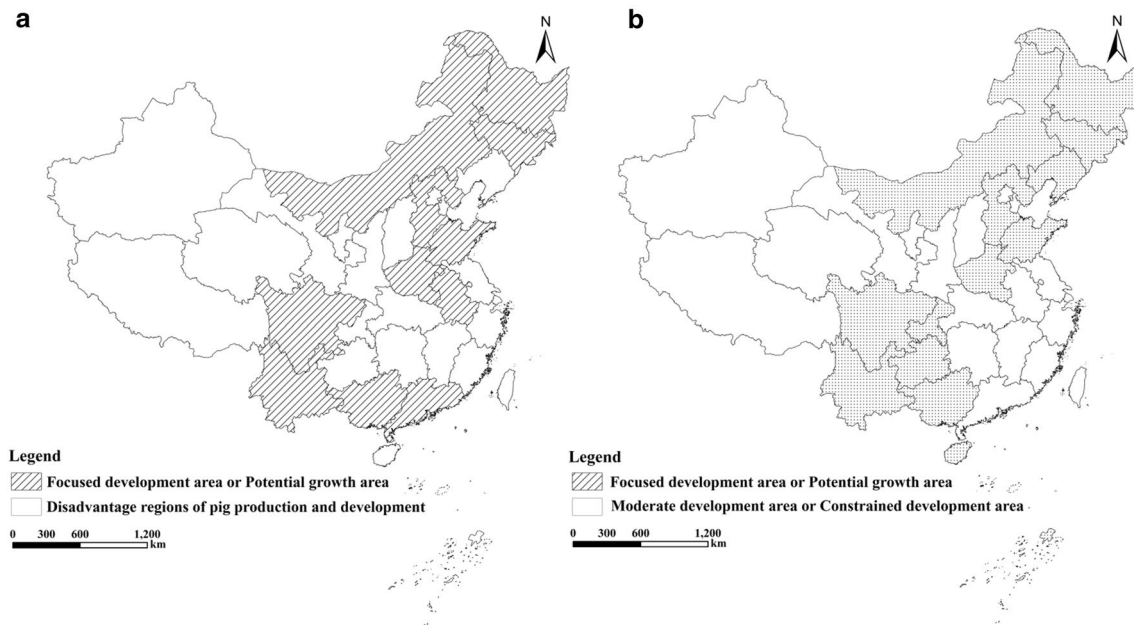 a
N
Legend
Focused development area or Potential growth area
Disadvantage regions of pig production and development
0 300 600 1,200
km
b
N
Legend
Focused development area or Potential growth area
Moderate development area or Constrained development area
0 300 600 1,200
km